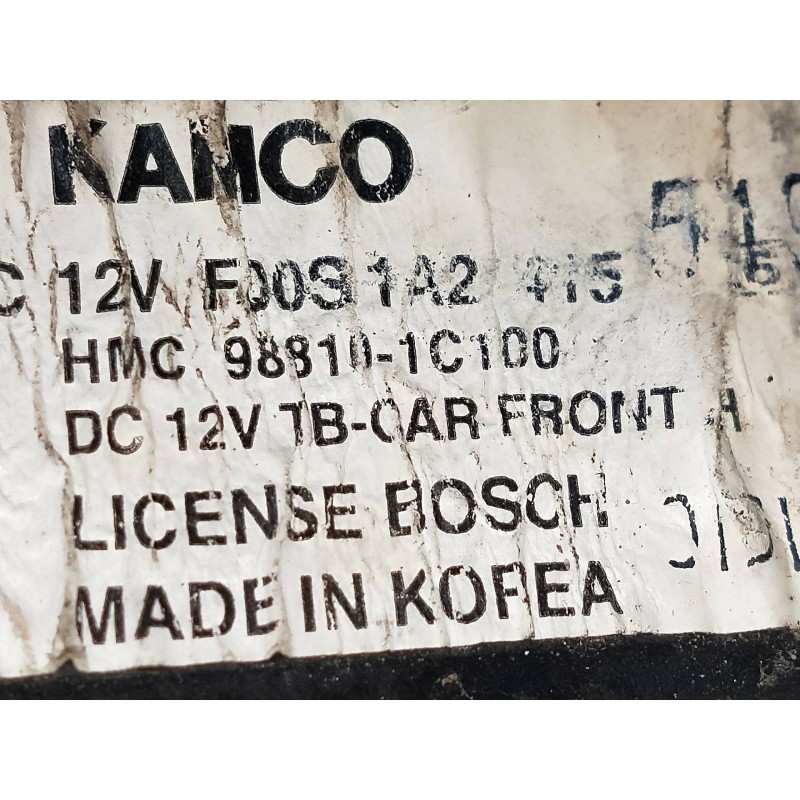 KAMCO
C 12V F00S 1A2 415
HMC 98810-1C100
DC 12V TB-CAR FRONT
LICENSE BOSCH
MADE IN KOREA